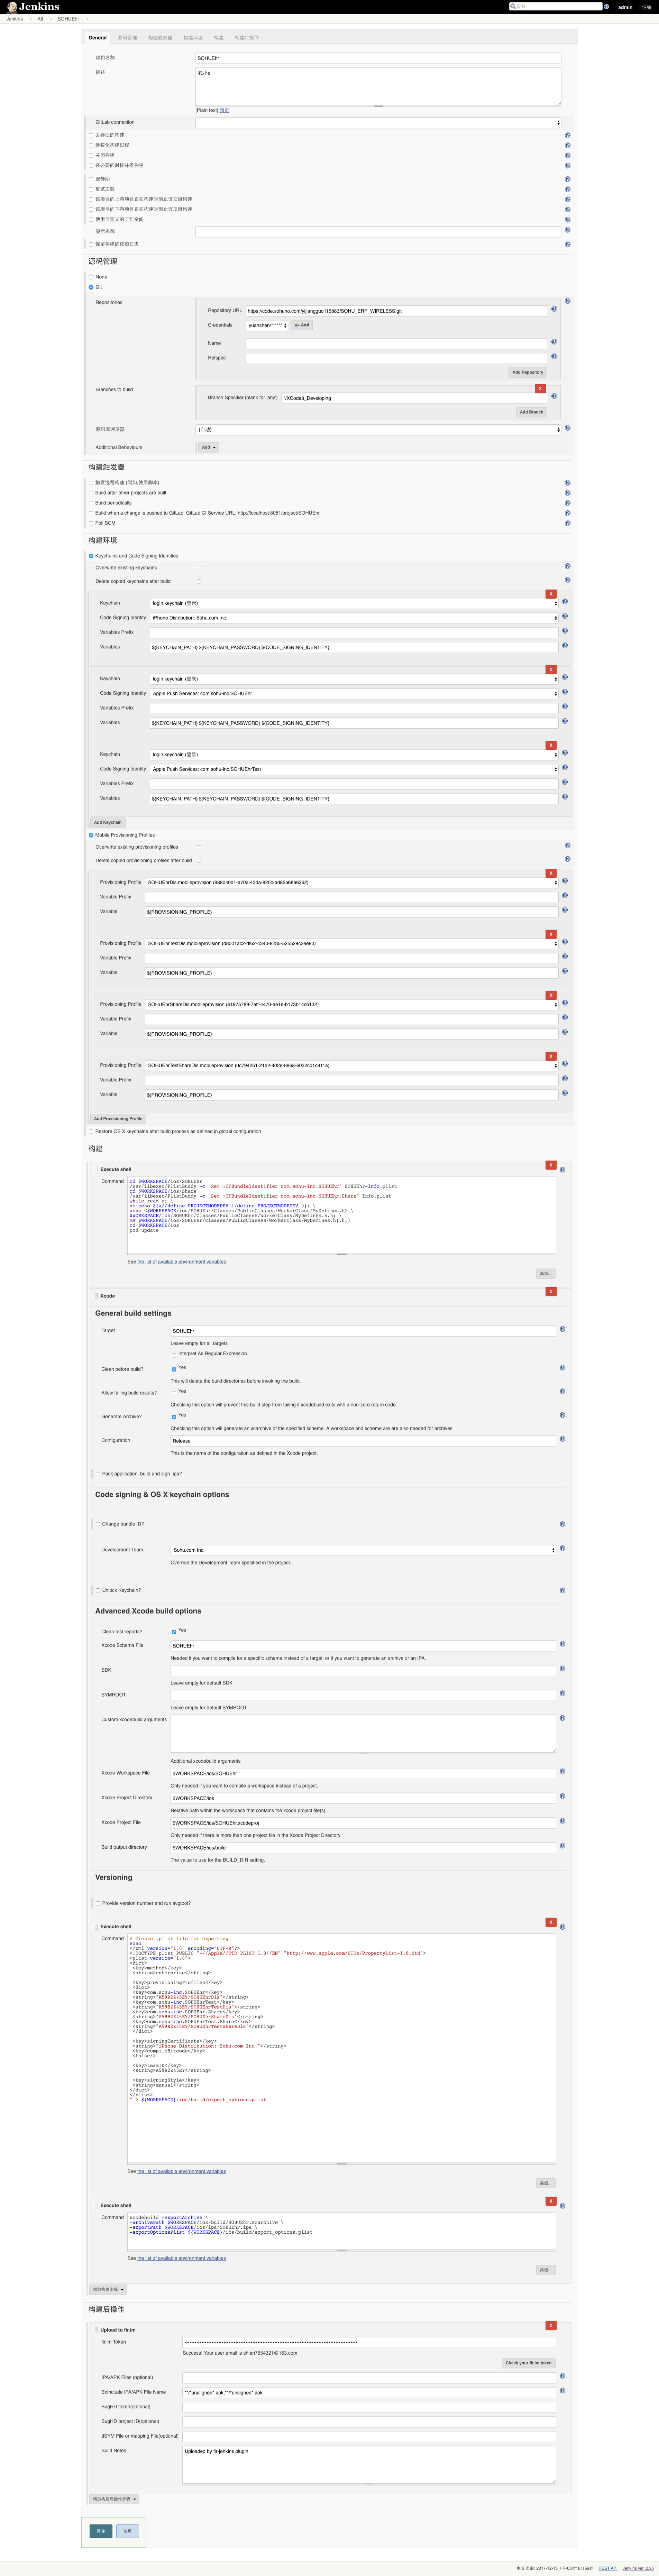 Jenkins
admin
Jenkins
All
SOHUEhr
General
源码管理
构建触发器
构建环境
构建
构建后操作
项目名称
SOHUEhr
描述
狐小e
[Plain text] 预览
GitLab connection
丢弃旧的构建
参数化构建过程
关闭构建
在必要的时候并发构建
安静期
重试次数
该项目的上游项目正在构建时阻止该项目构建
该项目的下游项目正在构建时阻止该项目构建
使用自定义的工作空间
显示名称
保留构建的依赖日志
源码管理
None
Git
Repositories
Repository URL
https://code.sohuno.com/yijiangguo115883/SOHU_ERF_WIRELESS.git
Credentials
yuanshen/******
Add
Name
Refspec
Add Repository
Branches to build
X
Branch Specifier (blank for 'any')
*/XCode8_Developing
Add Branch
源码库浏览器
(自动)
Additional Behaviours
Add
构建触发器
触发远程构建 (例如,使用脚本)
Build after other projects are built
Build periodically
Build when a change is pushed to GitLab. GitLab CI Service URL: http://localhost:8081/project/SOHUEhr
Poll SCM
构建环境
Keychains and Code Signing Identities
Overwrite existing keychains
Delete copied keychains after build
X
Keychain
login.keychain (登录)
Code Signing Identity
iPhone Distribution: Sohu.com Inc.
Variables Prefix
Variables
${KEYCHAIN_PATH} ${KEYCHAIN_PASSWORD} ${CODE_SIGNING_IDENTITY}
X
Keychain
login.keychain (登录)
Code Signing Identity
Apple Push Services: com.sohu-inc.SOHUEhr
Variables Prefix
Variables
${KEYCHAIN_PATH} ${KEYCHAIN_PASSWORD} ${CODE_SIGNING_IDENTITY}
X
Keychain
login.keychain (登录)
Code Signing Identity
Apple Push Services: com.sohu-inc.SOHUEhrTest
Variables Prefix
Variables
${KEYCHAIN_PATH} ${KEYCHAIN_PASSWORD} ${CODE_SIGNING_IDENTITY}
Add Keychain
Mobile Provisioning Profiles
Overwrite existing provisioning profiles
Delete copied provisioning profiles after build
X
Provisioning Profile
SOHUEhrDis.mobileprovision (988040d1-a70a-43da-820c-ad85a68a6362)
Variable Prefix
Variable
${PROVISIONING_PROFILE}
X
Provisioning Profile
SOHUEhrTestDis.mobileprovision (d8001ac2-df62-4340-8235-525529c2ee80)
Variable Prefix
Variable
${PROVISIONING_PROFILE}
X
Provisioning Profile
SOHUEhrShareDis.mobileprovision (61975789-7aff-4470-ae18-b173b14c6132)
Variable Prefix
Variable
${PROVISIONING_PROFILE}
X
Provisioning Profile
SOHUEhrTestShareDis.mobileprovision (0c794251-21e2-402e-8968-6032c01c911a)
Variable Prefix
Variable
${PROVISIONING_PROFILE}
Add Provisioning Profile
Restore OS X keychains after build process as defined in global configuration
构建
X
Execute shell
Command
cd $WORKSPACE/ios/SOHUEhr
/usr/libexec/PlistBuddy -c "Set :CFBundleIdentifier com.sohu-inc.SOHUEhr" SOHUEhr-Info.plist
cd $WORKSPACE/ios/Share
/usr/libexec/PlistBuddy -c "Set :CFBundleIdentifier com.sohu-inc.SOHUEhr.Share" Info.plist
while read a; \
do echo ${a//define PROJECTMODEDEV 1/define PROJECTMODEDEV 0}; \
done <$WORKSPACE/ios/SOHUEhr/Classes/PublicClasses/WorkerClass/MyDefines.h> \
$WORKSPACE/ios/SOHUEhr/Classes/PublicClasses/WorkerClass/MyDefines.h.h; \
mv $WORKSPACE/ios/SOHUEhr/Classes/PublicClasses/WorkerClass/MyDefines.h{.h,}
cd $WORKSPACE/ios
pod update
See the list of available environment variables
高级...
X
Xcode
General build settings
Target
SOHUEhr
Leave empty for all targets
Interpret As Regular Expression
Clean before build?
Yes
This will delete the build directories before invoking the build.
Allow failing build results?
Yes
Checking this option will prevent this build step from failing if xcodebuild exits with a non-zero return code.
Generate Archive?
Yes
Checking this option will generate an xcarchive of the specified scheme. A workspace and scheme are are also needed for archives
Configuration
Release
This is the name of the configuration as defined in the Xcode project.
Pack application, build and sign .ipa?
Code signing & OS X keychain options
Change bundle ID?
Development Team
Sohu.com Inc.
Override the Development Team specified in the project.
Unlock Keychain?
Advanced Xcode build options
Clean test reports?
Yes
Xcode Schema File
SOHUEhr
Needed if you want to compile for a specific schema instead of a target, or if you want to generate an archive or an IPA.
SDK
Leave empty for default SDK
SYMROOT
Leave empty for default SYMROOT
Custom xcodebuild arguments
Additional xcodebuild arguments
Xcode Workspace File
$WORKSPACE/ios/SOHUEhr
Only needed if you want to compile a workspace instead of a project.
Xcode Project Directory
$WORKSPACE/ios
Relative path within the workspace that contains the xcode project file(s).
Xcode Project File
$WORKSPACE/ios/SOHUEhr.xcodeproj
Only needed if there is more than one project file in the Xcode Project Directory
Build output directory
$WORKSPACE/ios/build
The value to use for the BUILD_DIR setting.
Versioning
Provide version number and run avgtool?
X
Execute shell
Command
# Create .plist file for exporting
echo "
<?xml version="1.0" encoding="UTF-8"?>
<!DOCTYPE plist PUBLIC "-//Apple//DTD PLIST 1.0//EN" "http://www.apple.com/DTDs/PropertyList-1.0.dtd">
<plist version="1.0">
<dict>
<key>method</key>
<string>enterprise</string>
<key>provisioningProfiles</key>
<dict>
<key>com.sohu-inc.SOHUEhr</key>
<string>"A59B2X45EY/SOHUEhrDis"</string>
<key>com.sohu-inc.SOHUEhrTest</key>
<string>"A59B2X45EY/SOHUEhrTestDis"</string>
<key>com.sohu-inc.SOHUEhr.Share</key>
<string>"A59B2X45EY/SOHUEhrShareDis"</string>
<key>com.sohu-inc.SOHUEhrTest.Share</key>
<string>"A59B2X45EY/SOHUEhrTestShareDis"</string>
</dict>
<key>signingCertificate</key>
<string>"iPhone Distribution: Sohu.com Inc."</string>
<key>compileBitcode</key>
<false/>
<key>teamID</key>
<string>A59B2X45EY</string>
<key>signingStyle</key>
<string>manual</string>
</dict>
</plist>
" > ${WORKSPACE}/ios/build/export_options.plist
See the list of available environment variables
高级...
X
Execute shell
Command
xcodebuild -exportArchive \
-archivePath $WORKSPACE/ios/build/SOHUEhr.xcarchive \
-exportPath $WORKSPACE/ios/ipa/SOHUEhr.ipa \
-exportOptionsPlist ${WORKSPACE}/ios/build/export_options.plist
See the list of available environment variables
高级...
增加构建步骤
构建后操作
X
Upload to fir.im
fir.im Token
Success! Your user email is shien7654321@163.com
Check your fir.im token
IPA/APK Files (optional)
Exinclude IPA/APK File Name
**/*unaligned*.apk,**/*unsigned*.apk
BugHD token(optional)
BugHD project ID(optional)
dSYM File or mapping File(optional)
Build Notes
Uploaded by fir-jenkins plugin
增加构建后操作步骤
保存
应用
REST API
Jenkins ver. 2.95